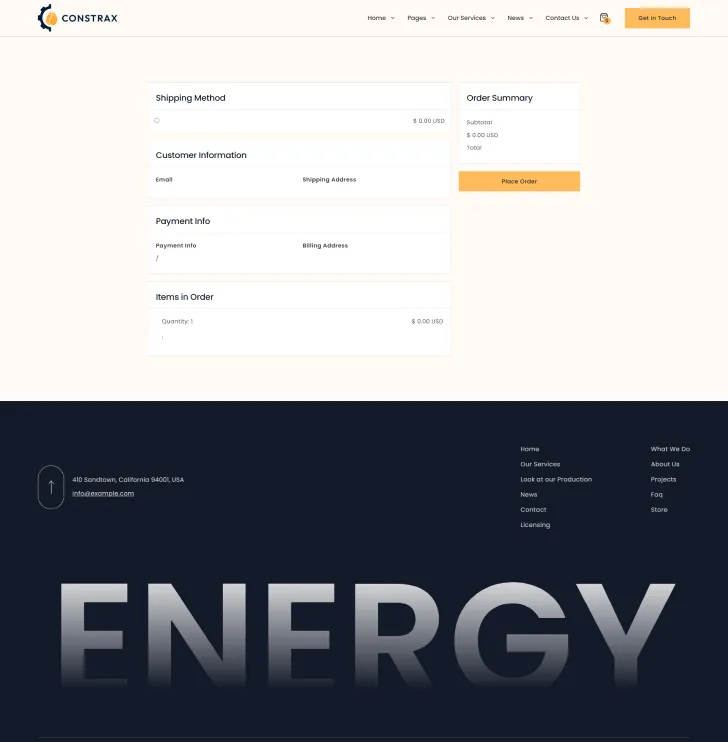 CONSTRAX
Home Pages Our Services News Contact Us 0 Get in Touch
Shipping Method
$ 0.00 USD
Customer Information
Email Shipping Address
Payment Info
Payment Info Billing Address
/
Items in Order
Quantity: 1 $ 0.00 USD
:
Order Summary
Subtotal
$ 0.00 USD
Total
Place Order
410 Sandtown, California 94001, USA
info@example.com
Home
Our Services
Look at our Production
News
Contact
Licensing
What We Do
About Us
Projects
Faq
Store
ENERGY